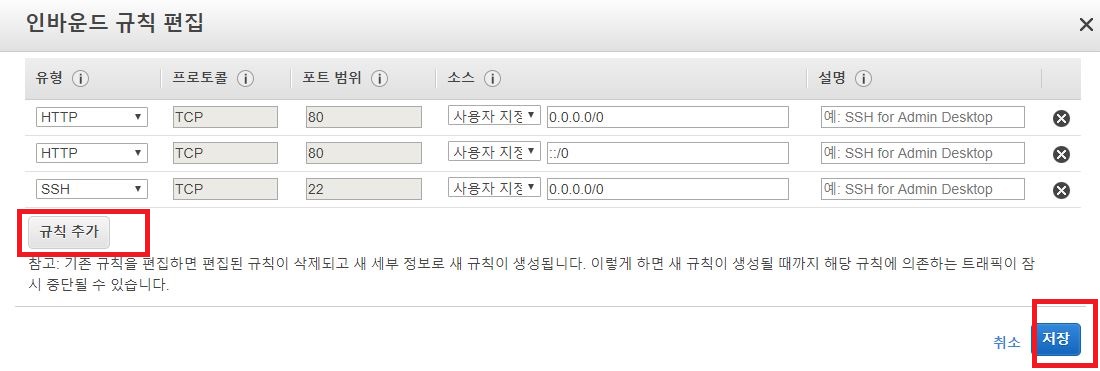 인바운드 규칙 편집
유형 프로토콜 포트 범위 소스 설명
HTTP TCP 80 사용자 지정 0.0.0.0/0 예: SSH for Admin Desktop
HTTP TCP 80 사용자 지정 ::/0 예: SSH for Admin Desktop
SSH TCP 22 사용자 지정 0.0.0.0/0 예: SSH for Admin Desktop
규칙 추가
참고: 기존 규칙을 편집하면 편집된 규칙이 삭제되고 새 세부 정보로 새 규칙이 생성됩니다. 이렇게 하면 새 규칙이 생성될 때까지 해당 규칙에 의존하는 트래픽이 잠
시 중단될 수 있습니다.
취소 저장